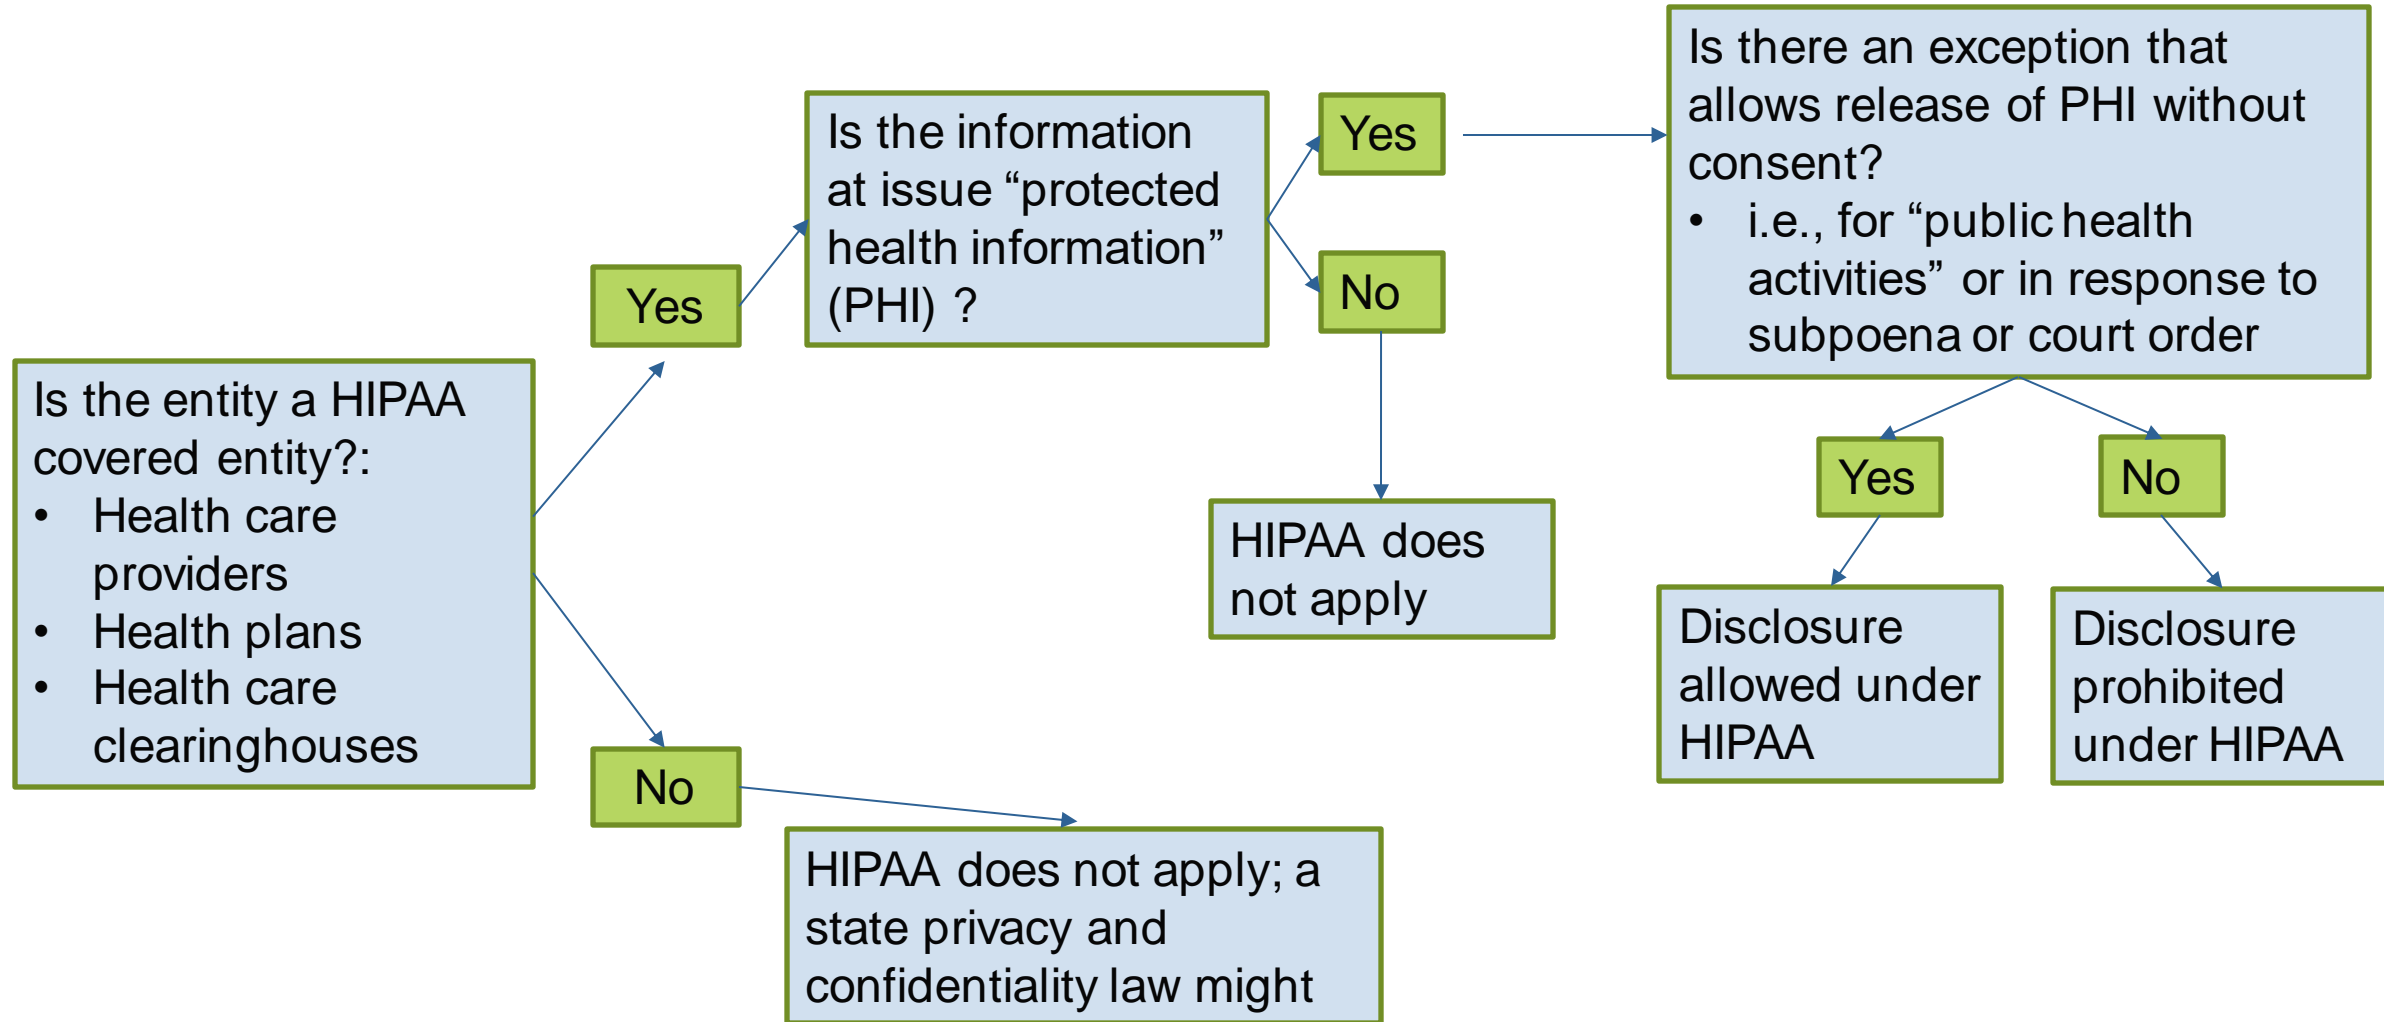 Is the entity a HIPAA
covered entity?:
• Health care
providers
• Health plans
• Health care
clearinghouses
Yes
No
HIPAA does not apply; a
state privacy and
confidentiality law might
Is the information
at issue “protected
health information”
(PHI) ?
Yes
No
HIPAA does
not apply
Is there an exception that
allows release of PHI without
consent?
• i.e., for “public health
activities” or in response to
subpoena or court order
Yes
No
Disclosure
allowed under
HIPAA
Disclosure
prohibited
under HIPAA